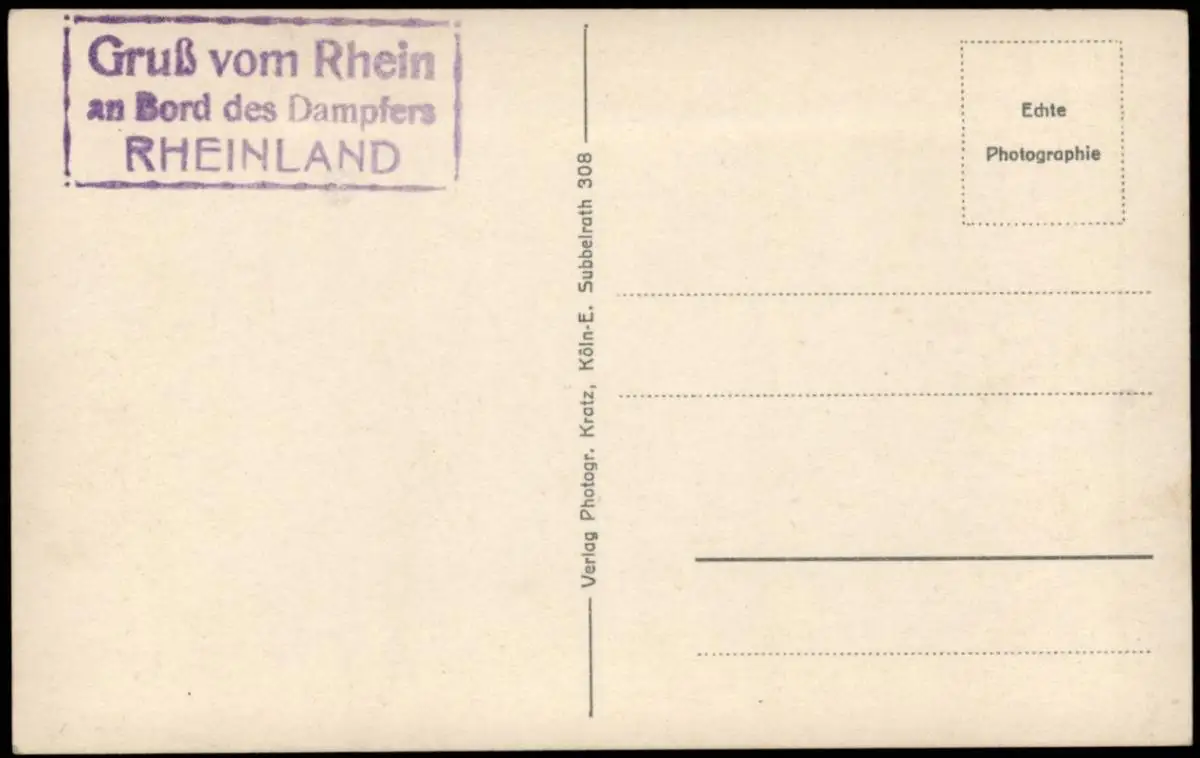 Gruß vom Rhein
an Bord des Dampfers
RHEINLAND
Verlag Photogr. Kratz, Köln-E. Subbelrath 308
Echte
Photographie